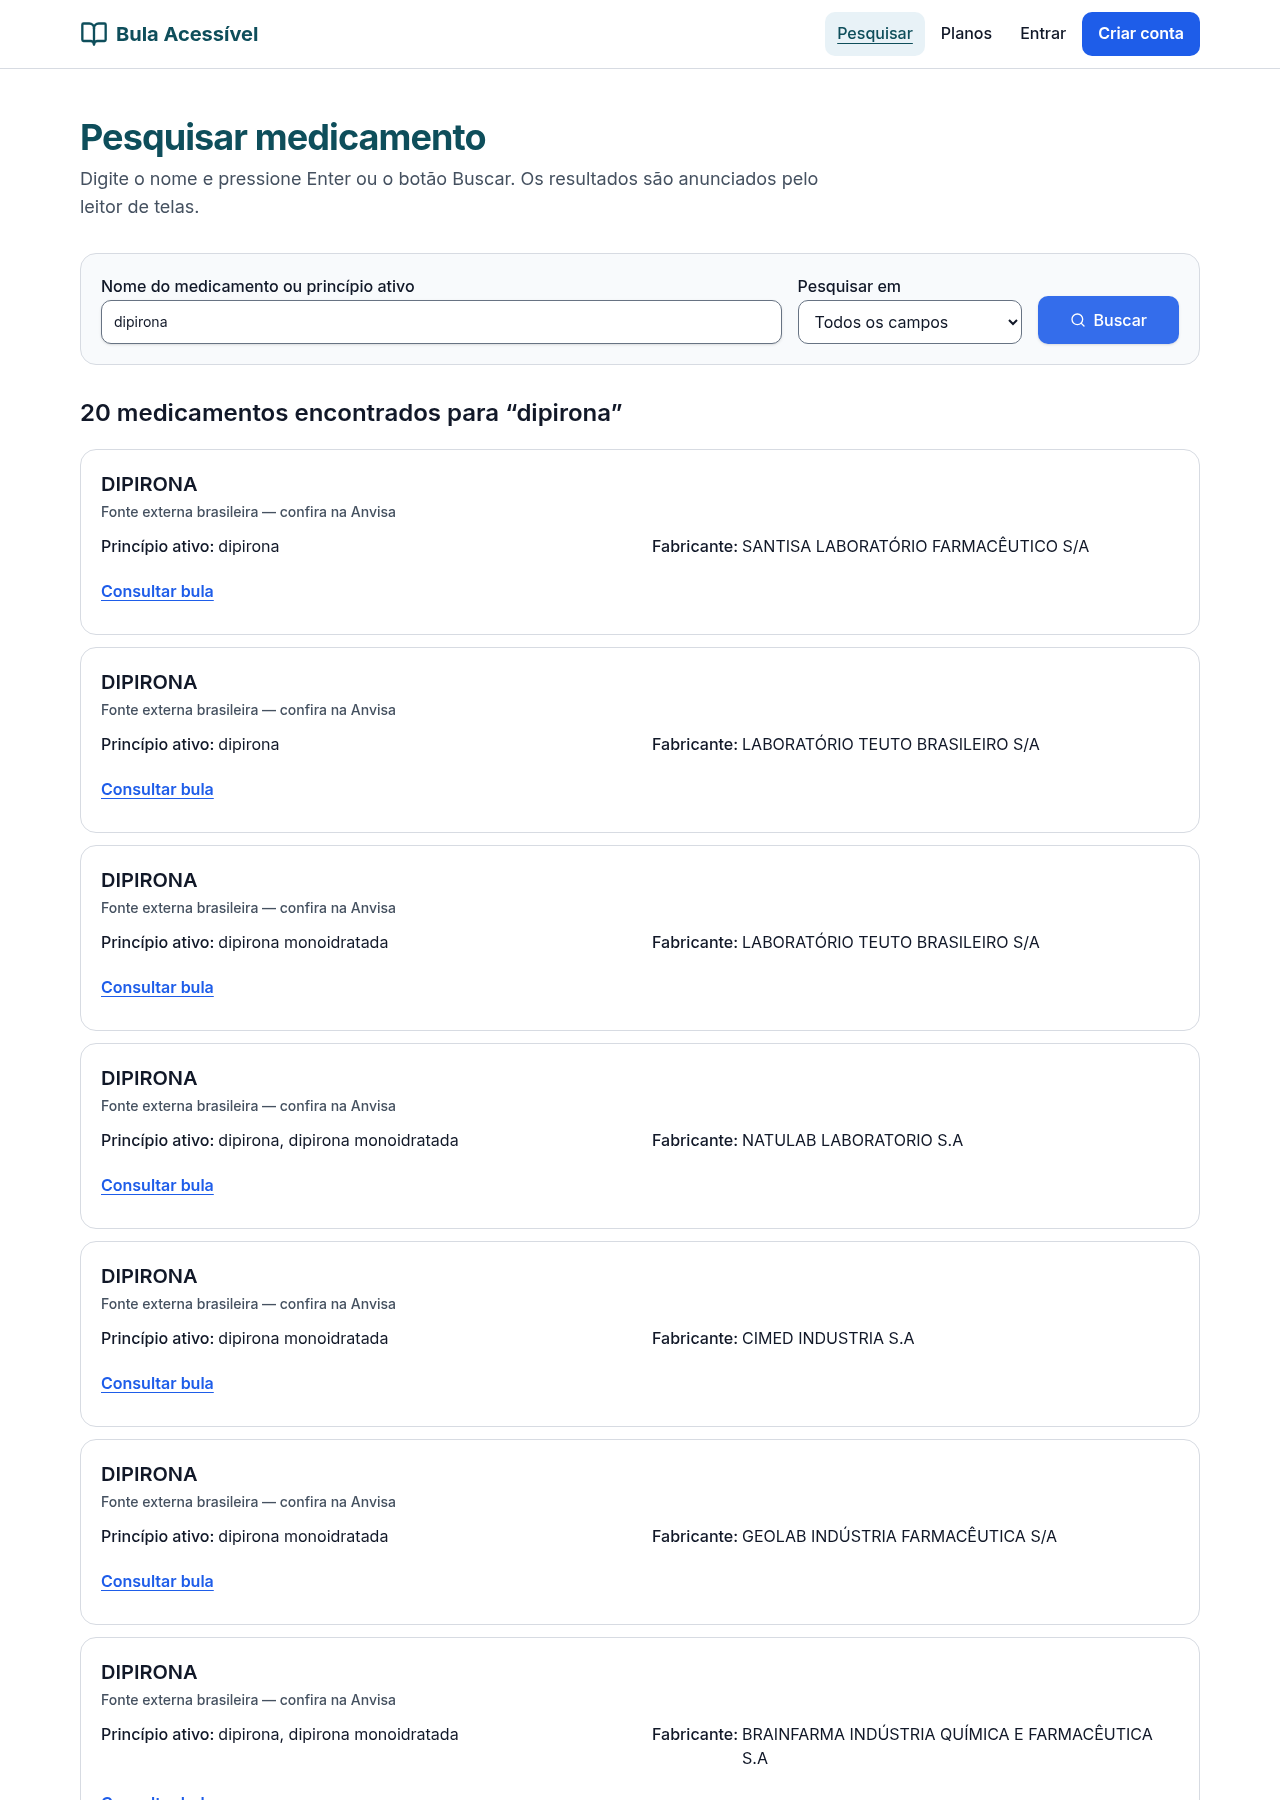 Bula Acessível
Pesquisar
Planos
Entrar
Criar conta
Pesquisar medicamento
Digite o nome e pressione Enter ou o botão Buscar. Os resultados são anunciados pelo
leitor de telas.
Nome do medicamento ou princípio ativo
Pesquisar em
dipirona
Todos os campos
Buscar
20 medicamentos encontrados para “dipirona”
DIPIRONA
Fonte externa brasileira — confira na Anvisa
Princípio ativo: dipirona
Fabricante: SANTISA LABORATÓRIO FARMACÊUTICO S/A
Consultar bula
DIPIRONA
Fonte externa brasileira — confira na Anvisa
Princípio ativo: dipirona
Fabricante: LABORATÓRIO TEUTO BRASILEIRO S/A
Consultar bula
DIPIRONA
Fonte externa brasileira — confira na Anvisa
Princípio ativo: dipirona monoidratada
Fabricante: LABORATÓRIO TEUTO BRASILEIRO S/A
Consultar bula
DIPIRONA
Fonte externa brasileira — confira na Anvisa
Princípio ativo: dipirona, dipirona monoidratada
Fabricante: NATULAB LABORATORIO S.A
Consultar bula
DIPIRONA
Fonte externa brasileira — confira na Anvisa
Princípio ativo: dipirona monoidratada
Fabricante: CIMED INDUSTRIA S.A
Consultar bula
DIPIRONA
Fonte externa brasileira — confira na Anvisa
Princípio ativo: dipirona monoidratada
Fabricante: GEOLAB INDÚSTRIA FARMACÊUTICA S/A
Consultar bula
DIPIRONA
Fonte externa brasileira — confira na Anvisa
Princípio ativo: dipirona, dipirona monoidratada
Fabricante: BRAINFARMA INDÚSTRIA QUÍMICA E FARMACÊUTICA
S.A